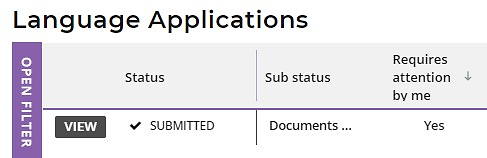 Language Applications
OPEN FILTER
Status
Sub status
Requires
attention
by me
VIEW
SUBMITTED
Documents ...
Yes